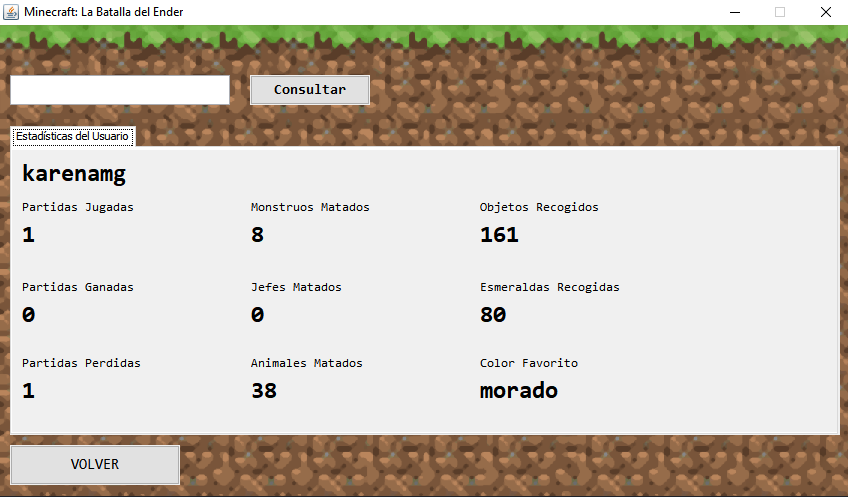 Minecraft: La Batalla del Ender
Consultar
Estadísticas del Usuario
karenamg
Partidas Jugadas Monstruos Matados Objetos Recogidos
1 8 161
Partidas Ganadas Jefes Matados Esmeraldas Recogidas
0 0 80
Partidas Perdidas Animales Matados Color Favorito
1 38 morado
VOLVER